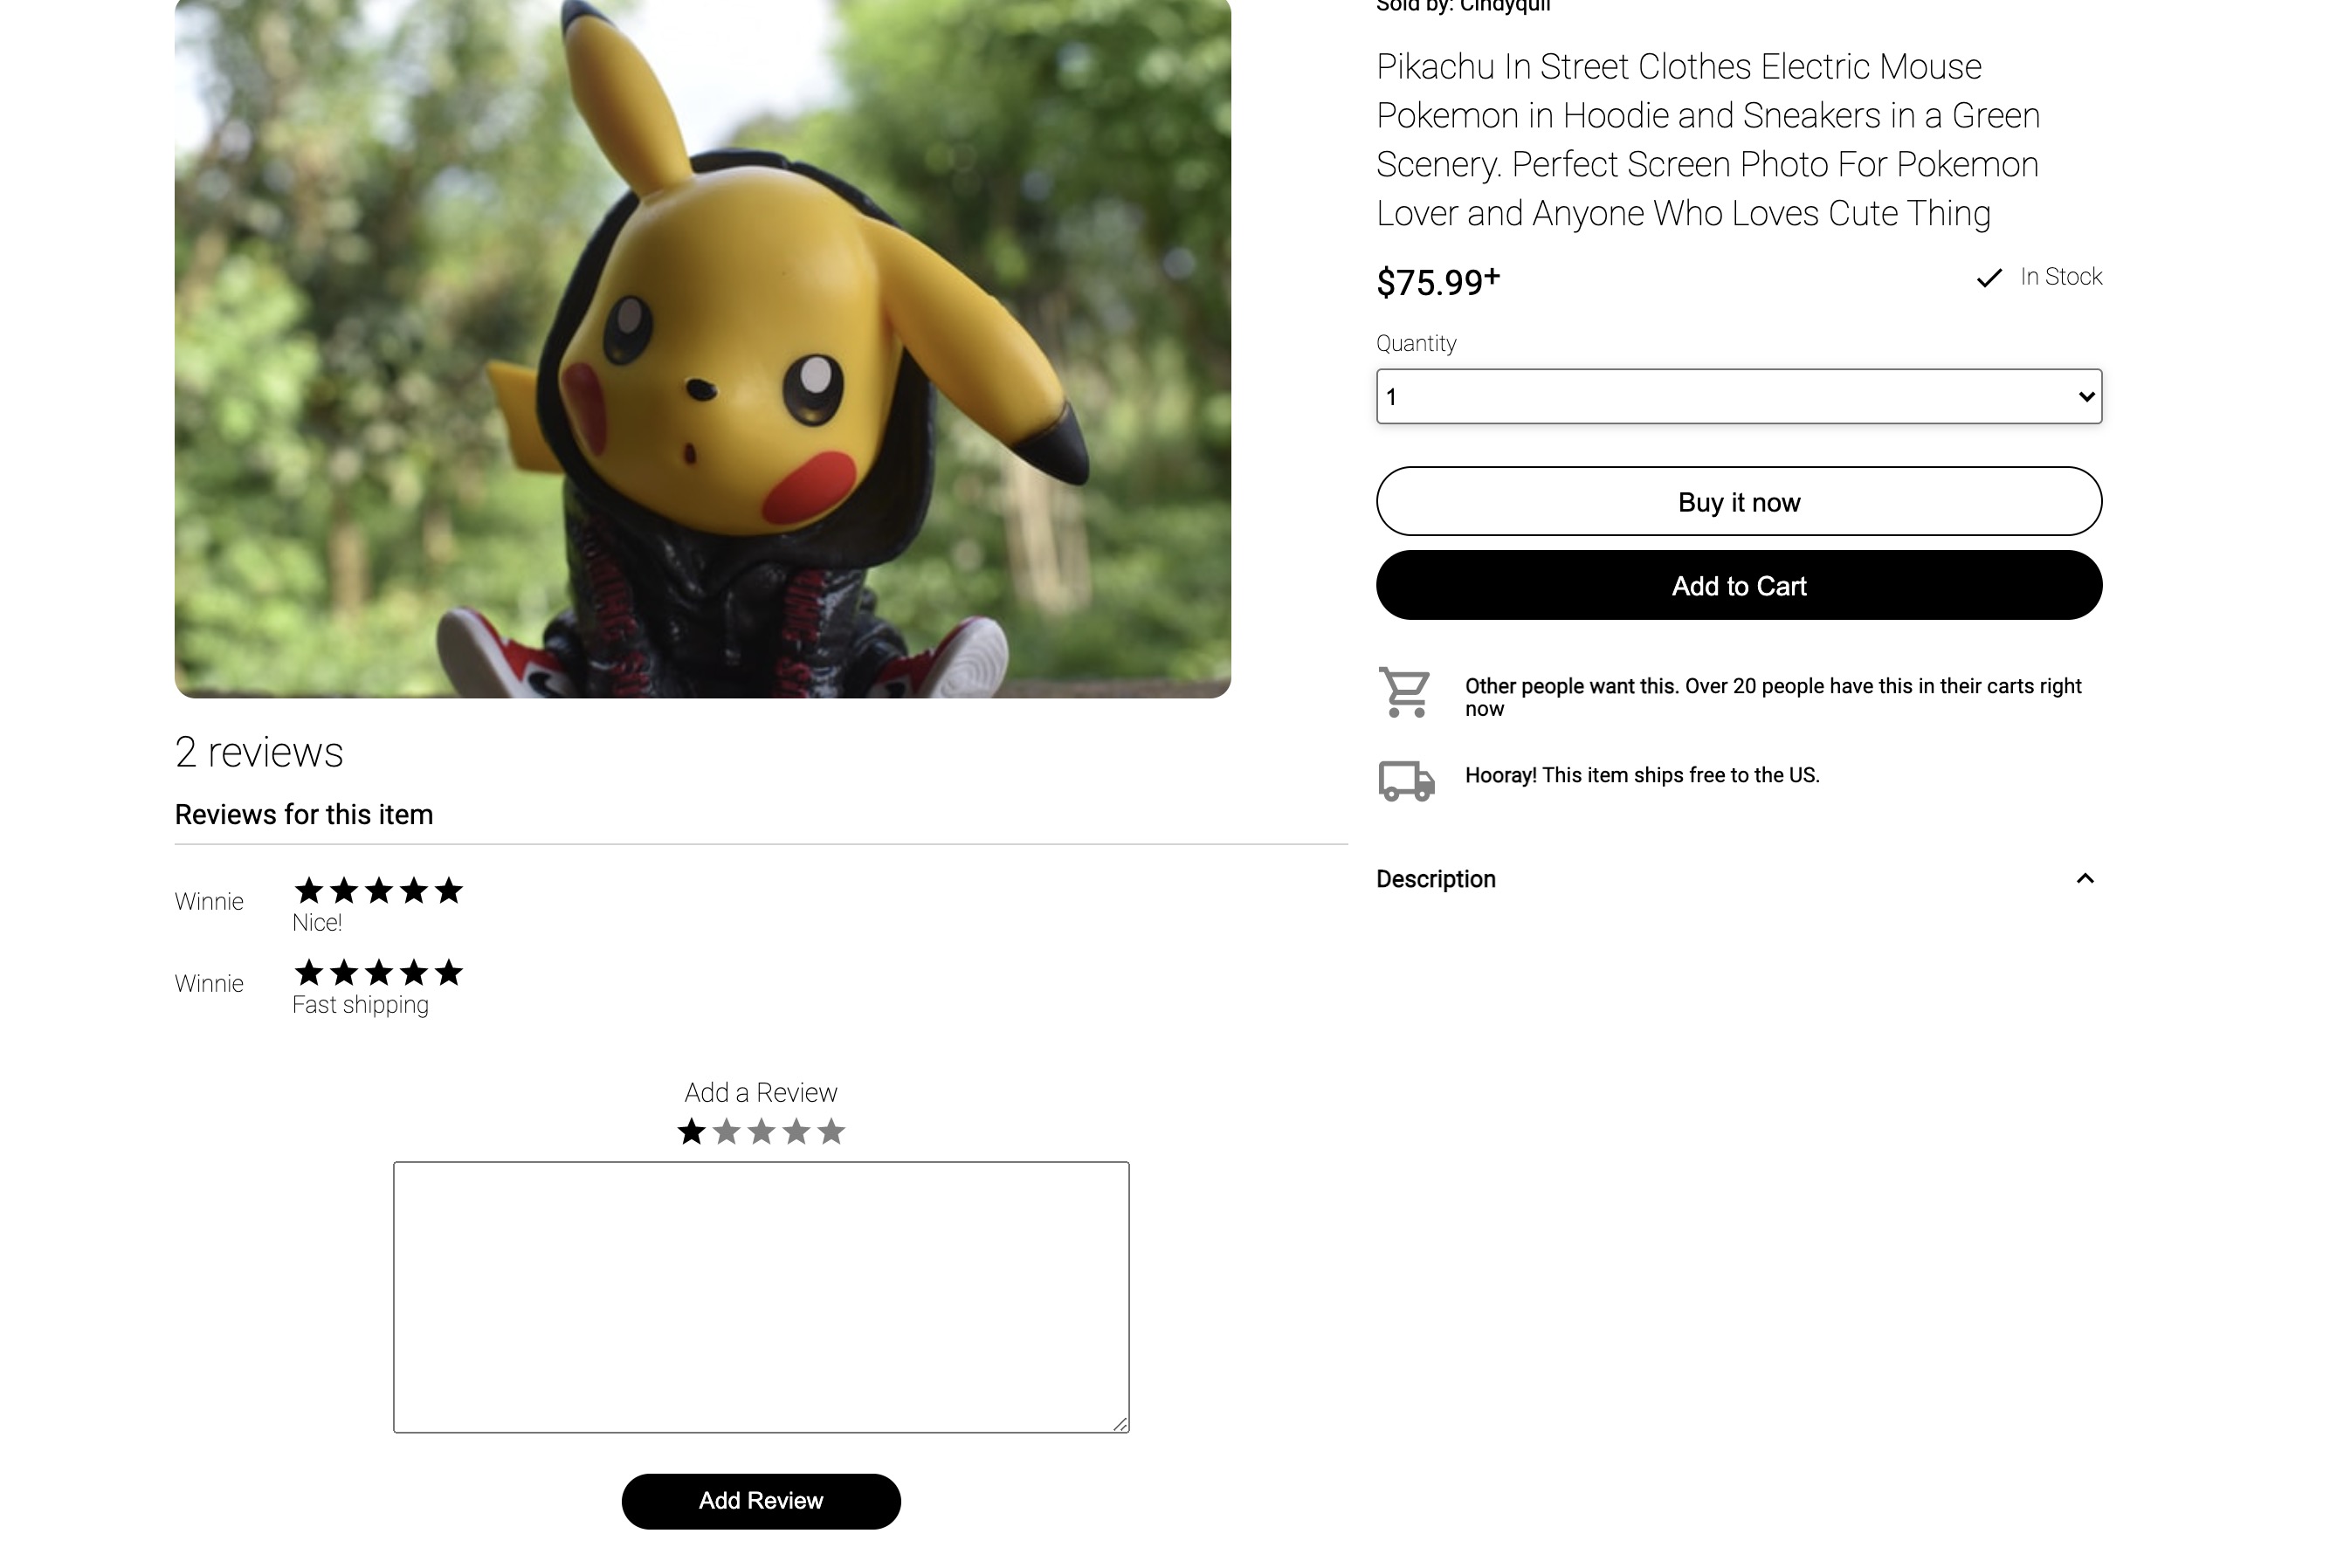 Sold by: Cindyquil
Pikachu In Street Clothes Electric Mouse
Pokemon in Hoodie and Sneakers in a Green
Scenery. Perfect Screen Photo For Pokemon
Lover and Anyone Who Loves Cute Thing
$75.99+
In Stock
Quantity
1
Buy it now
Add to Cart
Other people want this. Over 20 people have this in their carts right
now
Hooray! This item ships free to the US.
Description
2 reviews
Reviews for this item
Winnie
Nice!
Winnie
Fast shipping
Add a Review
Add Review